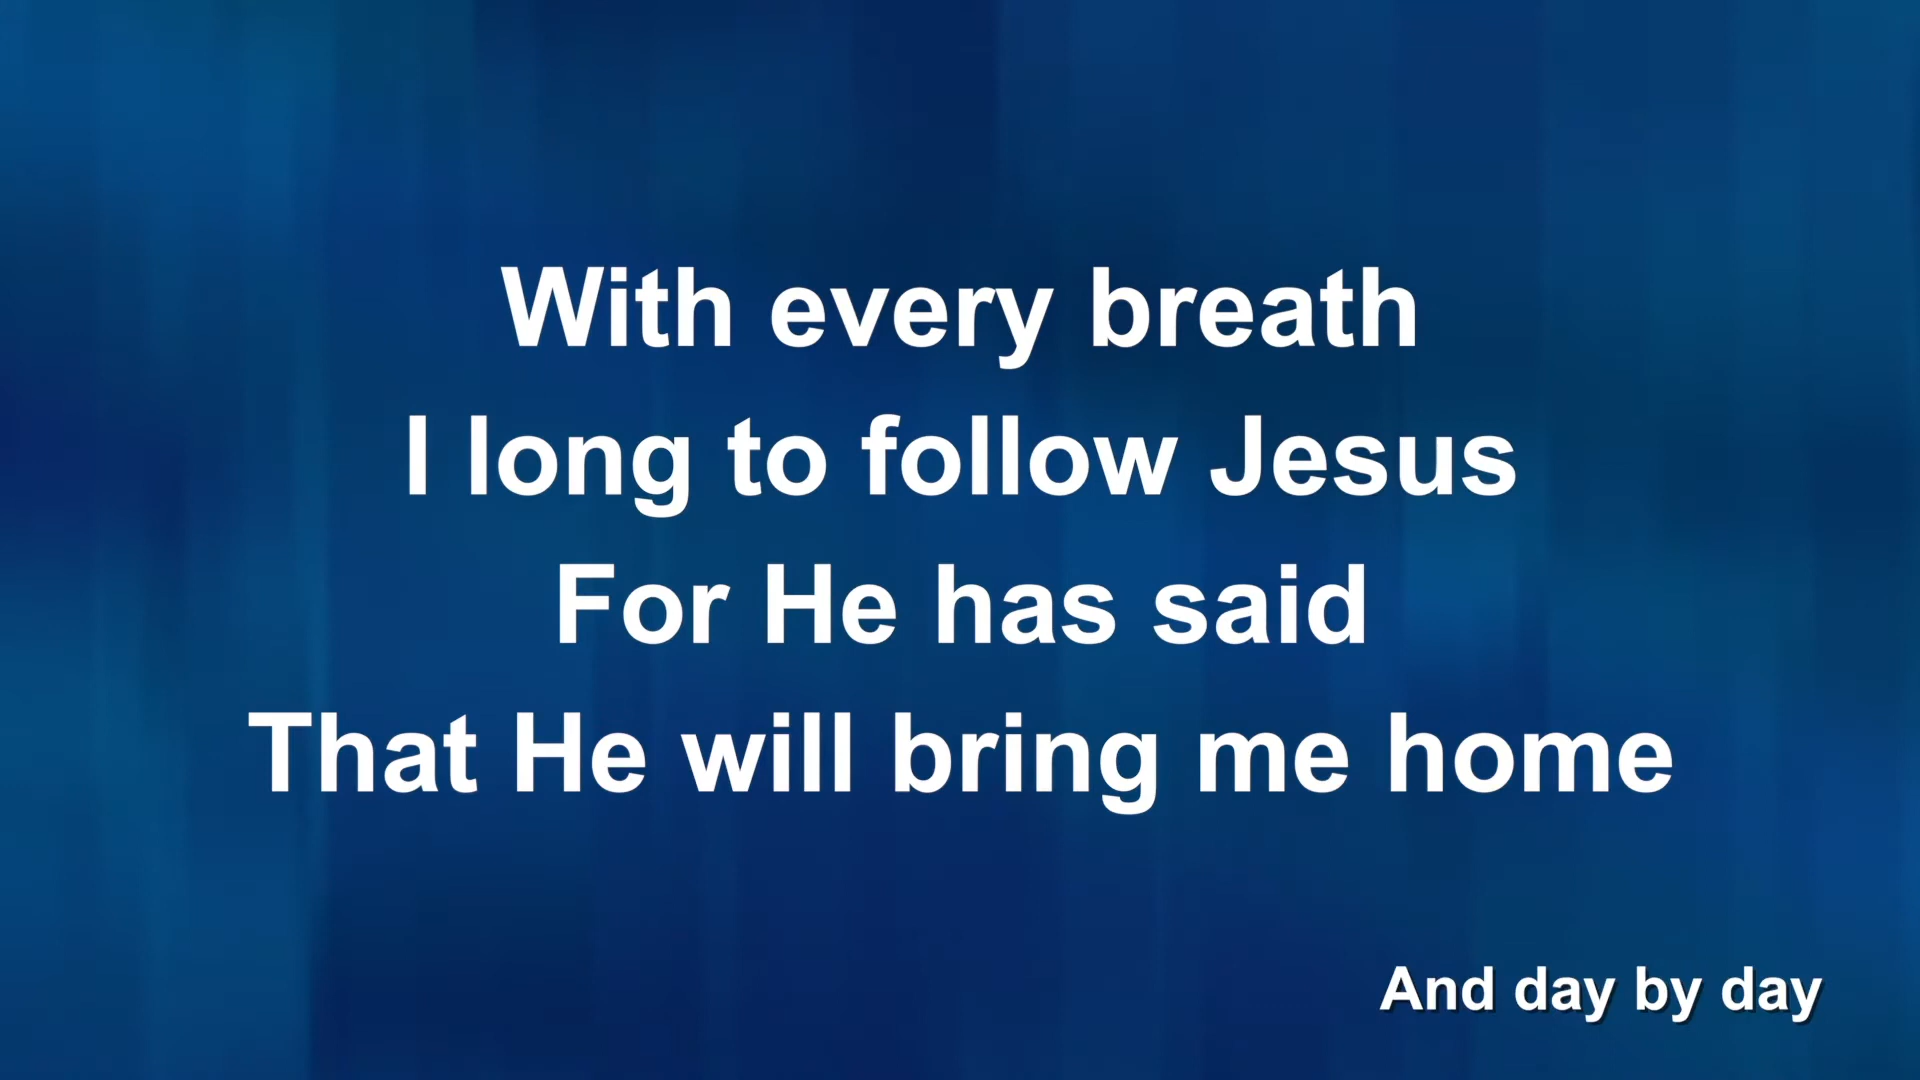 With every breath
I long to follow Jesus
For He has said
That He will bring me home
And day by day